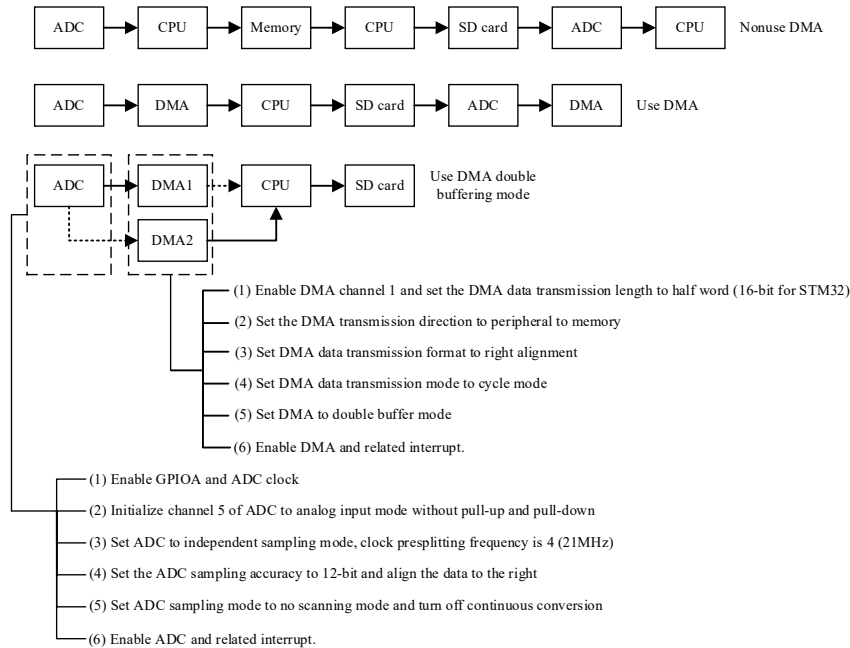 ADC CPU Memory CPU SD card ADC CPU Nonuse DMA
ADC DMA CPU SD card ADC DMA Use DMA
ADC DMA1 CPU SD card Use DMA double
buffering mode
DMA2
(1) Enable DMA channel 1 and set the DMA data transmission length to half word (16-bit for STM32)
(2) Set the DMA transmission direction to peripheral to memory
(3) Set DMA data transmission format to right alignment
(4) Set DMA data transmission mode to cycle mode
(5) Set DMA to double buffer mode
(6) Enable DMA and related interrupt.
(1) Enable GPIOA and ADC clock
(2) Initialize channel 5 of ADC to analog input mode without pull-up and pull-down
(3) Set ADC to independent sampling mode, clock presplitting frequency is 4 (21MHz)
(4) Set the ADC sampling accuracy to 12-bit and align the data to the right
(5) Set ADC sampling mode to no scanning mode and turn off continuous conversion
(6) Enable ADC and related interrupt.